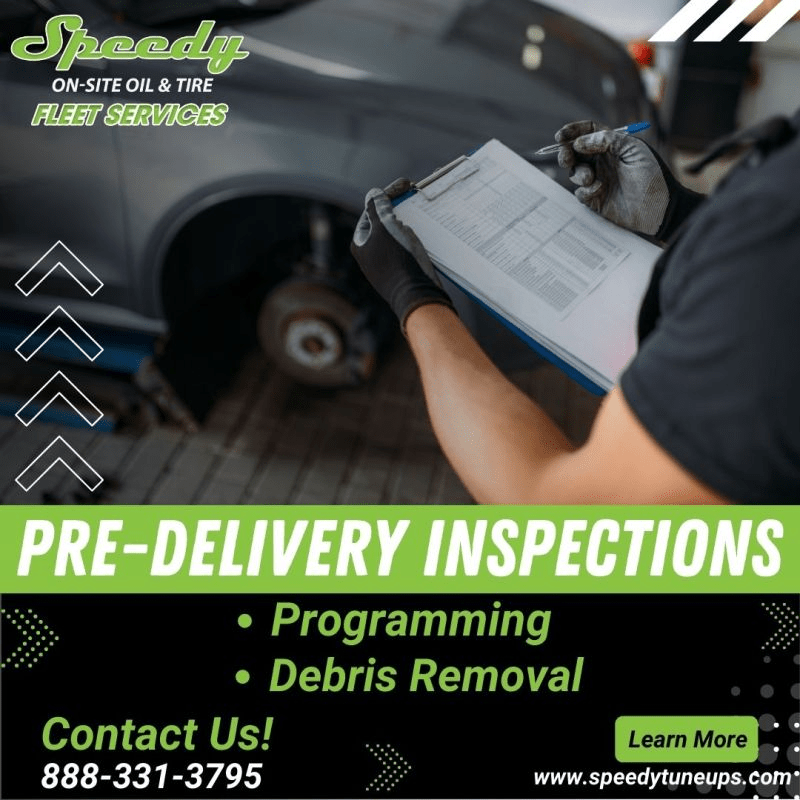 Speedy
ON-SITE OIL & TIRE
FLEET SERVICES
PRE-DELIVERY INSPECTIONS
• Programming
• Debris Removal
Contact Us!
888-331-3795
Learn More
www.speedytuneups.com